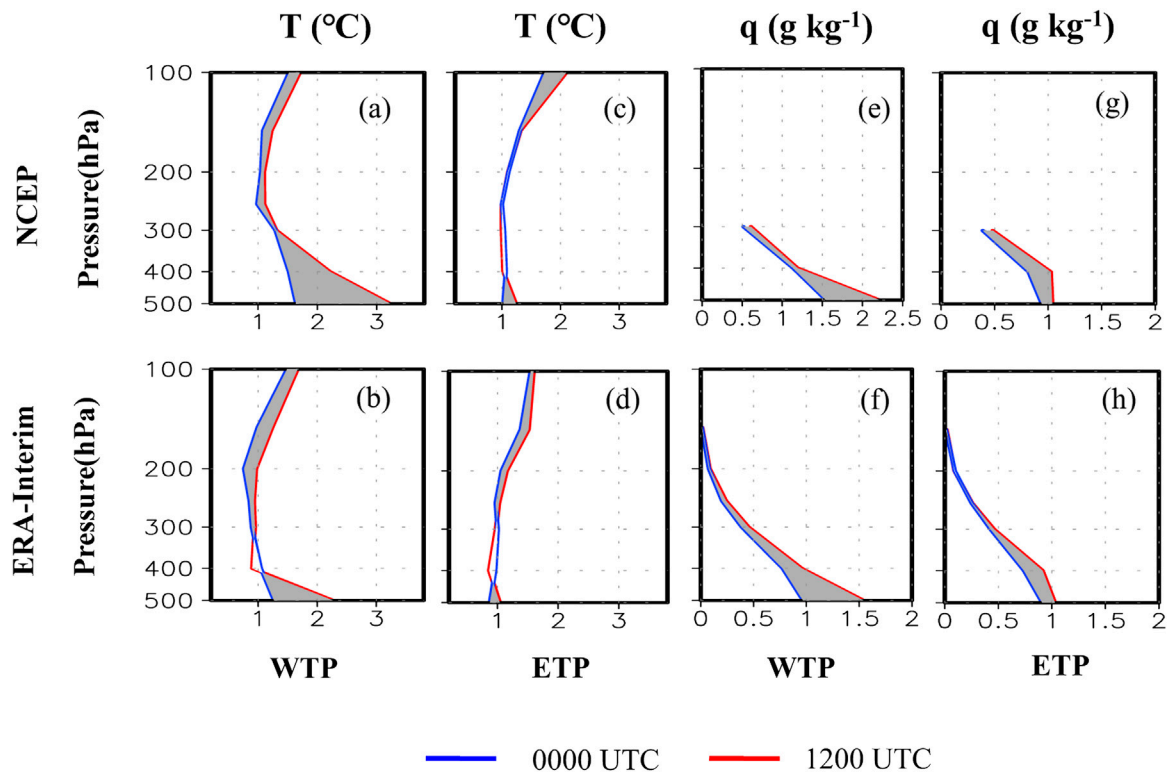 T (°C) T (°C) q (g kg⁻¹) q (g kg⁻¹)
NCEP
Pressure(hPa)
100
200
300
400
500
(a)
1 2 3
(c)
1 2 3
(e)
0 0.5 1 1.5 2 2.5
(g)
0 0.5 1 1.5 2
ERA-Interim
Pressure(hPa)
100
200
300
400
500
(b)
1 2 3
(d)
1 2 3
(f)
0 0.5 1 1.5 2
(h)
0 0.5 1 1.5 2
WTP ETP WTP ETP
0000 UTC 1200 UTC